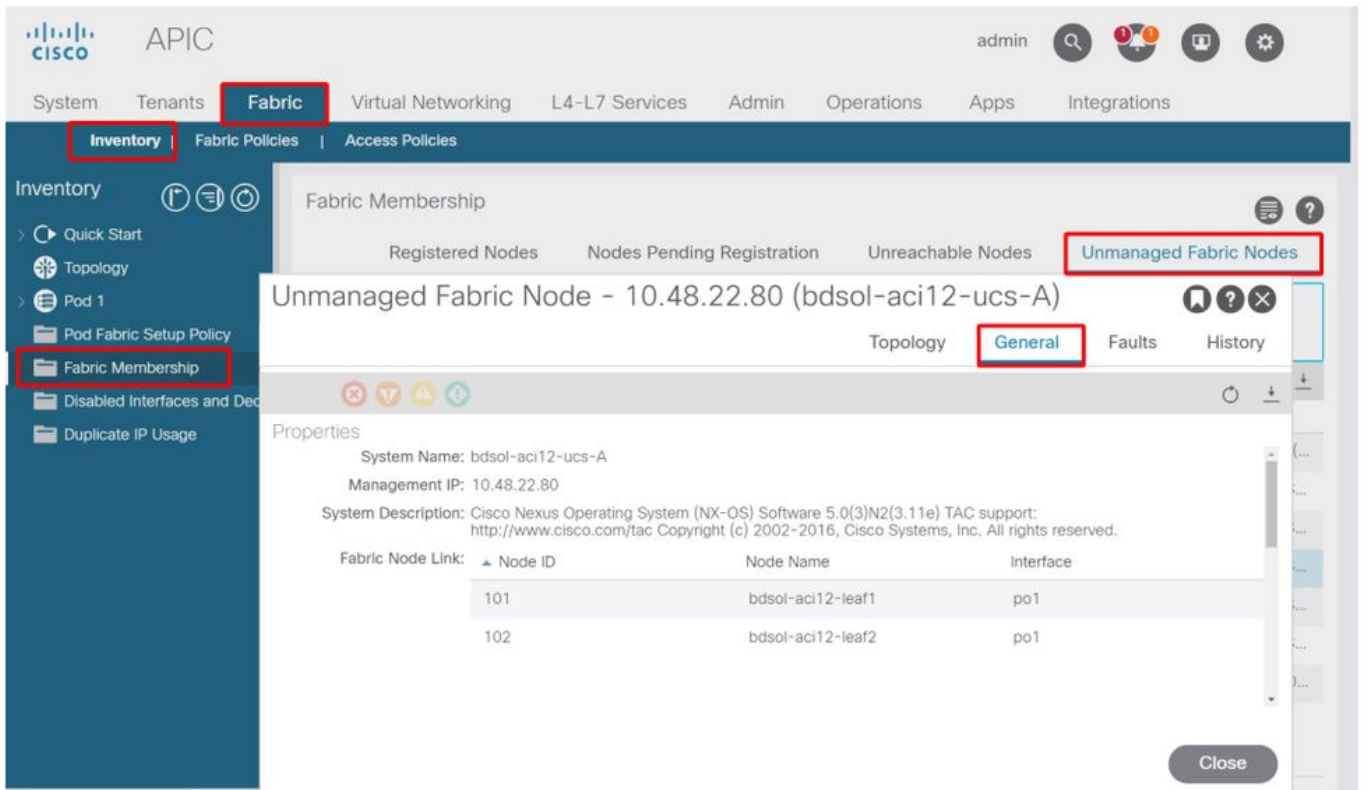 cisco
APIC
admin
1 1
System Tenants Fabric Virtual Networking L4-L7 Services Admin Operations Apps Integrations
Inventory | Fabric Policies | Access Policies
Inventory
Quick Start
Topology
Pod 1
Pod Fabric Setup Policy
Fabric Membership
Disabled Interfaces and Dec
Duplicate IP Usage
Fabric Membership
Registered Nodes Nodes Pending Registration Unreachable Nodes Unmanaged Fabric Nodes
Unmanaged Fabric Node - 10.48.22.80 (bdsol-aci12-ucs-A)
Topology General Faults History
Properties
System Name: bdsol-aci12-ucs-A
Management IP: 10.48.22.80
System Description: Cisco Nexus Operating System (NX-OS) Software 5.0(3)N2(3.11e) TAC support:
http://www.cisco.com/tac Copyright (c) 2002-2016, Cisco Systems, Inc. All rights reserved.
Fabric Node Link:
Node ID Node Name Interface
101 bdsol-aci12-leaf1 po1
102 bdsol-aci12-leaf2 po1
Close